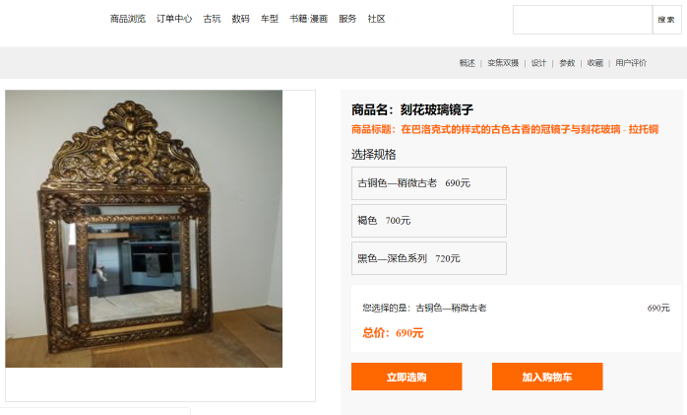 商品浏览 订单中心 古玩 数码 车型 书籍·漫画 服务 社区
搜索
概述 | 变焦双摄 | 设计 | 参数 | 收藏 | 用户评价
商品名：刻花玻璃镜子
商品标题：在巴洛克式的样式的古色古香的冠镜子与刻花玻璃 - 拉托铜
选择规格
古铜色—稍微古老 690元
褐色 700元
黑色—深色系列 720元
您选择的是：古铜色—稍微古老 690元
总价：690元
立即选购 加入购物车